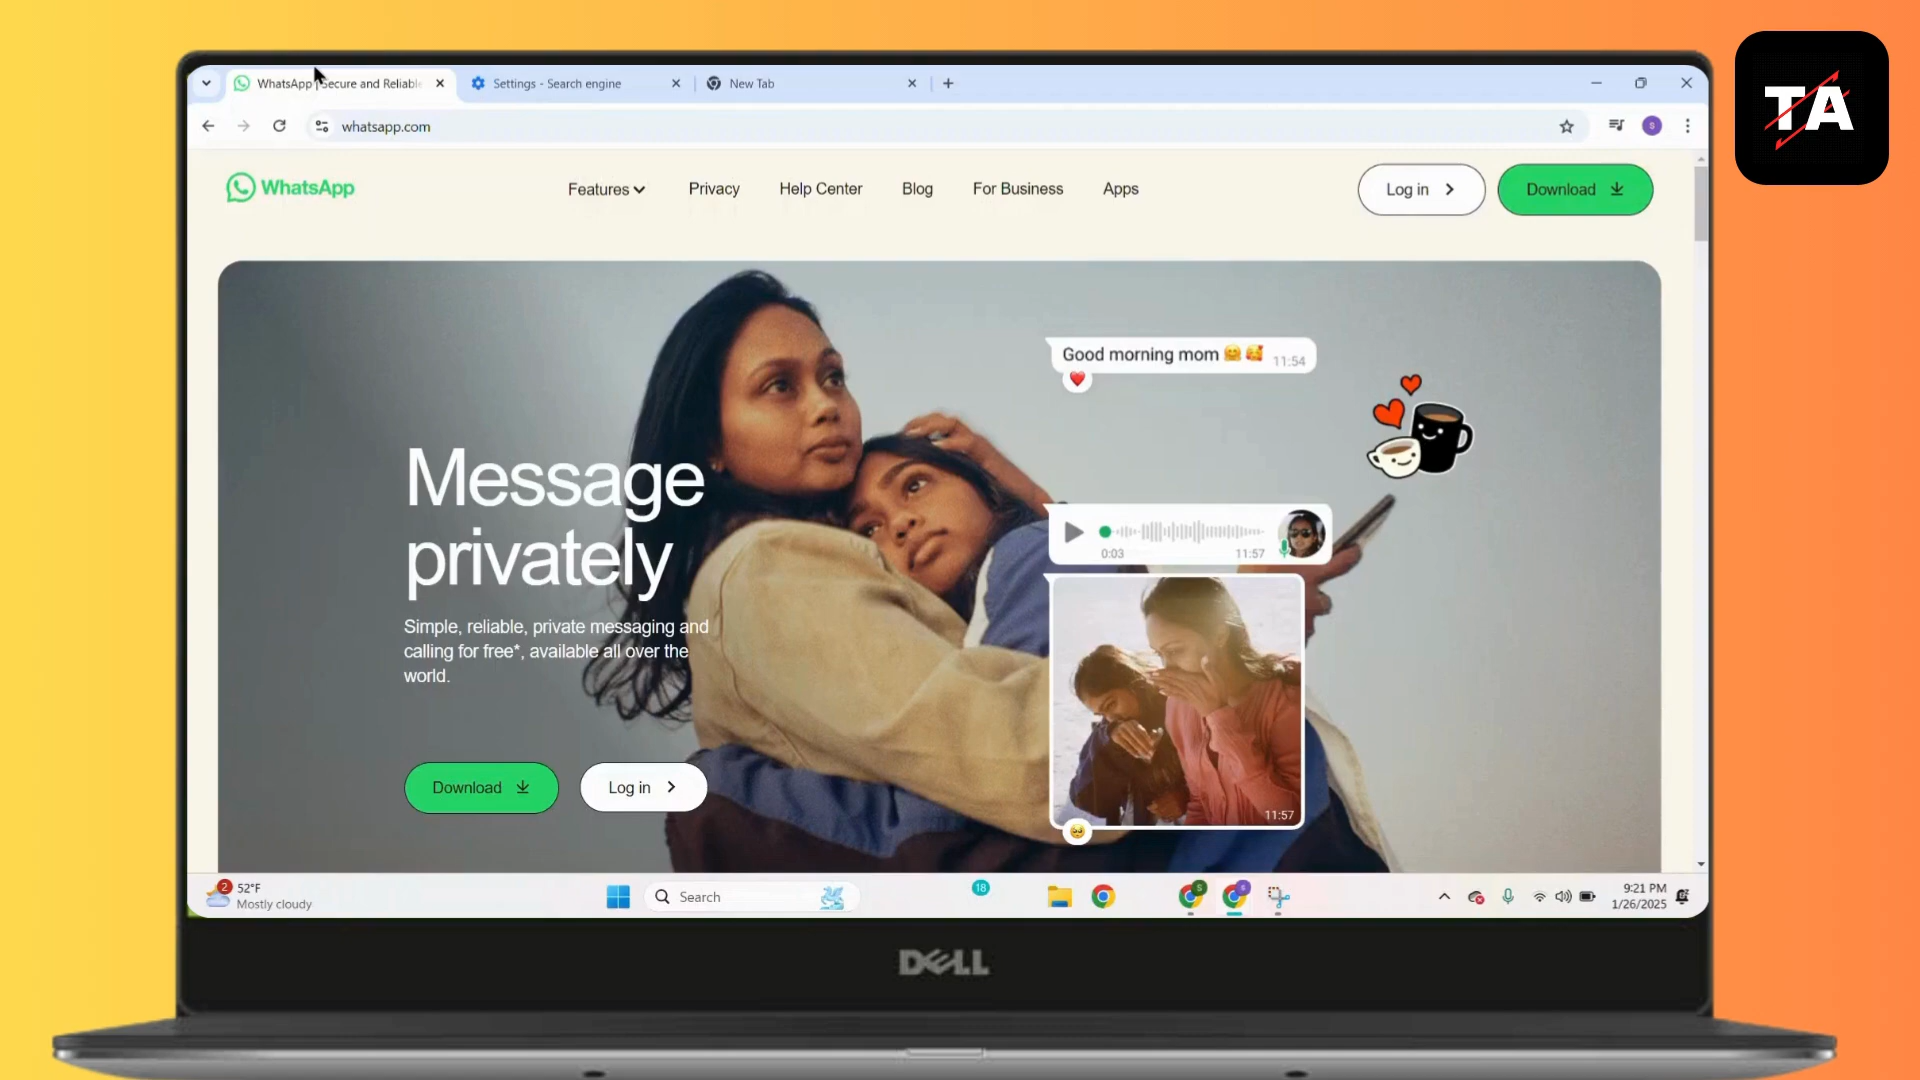 TA
WhatsApp | Secure and Reliabl
Settings - Search engine
New Tab
whatsapp.com
S
WhatsApp
Features
Privacy
Help Center
Blog
For Business
Apps
Log in
Download
Good morning mom 11:54
Message
privately
0:03
11:57
Simple, reliable, private messaging and
calling for free*, available all over the
world.
11:57
Download
Log in
2
52°F
Mostly cloudy
Search
18
S
S
9:21 PM
1/26/2025
DELL